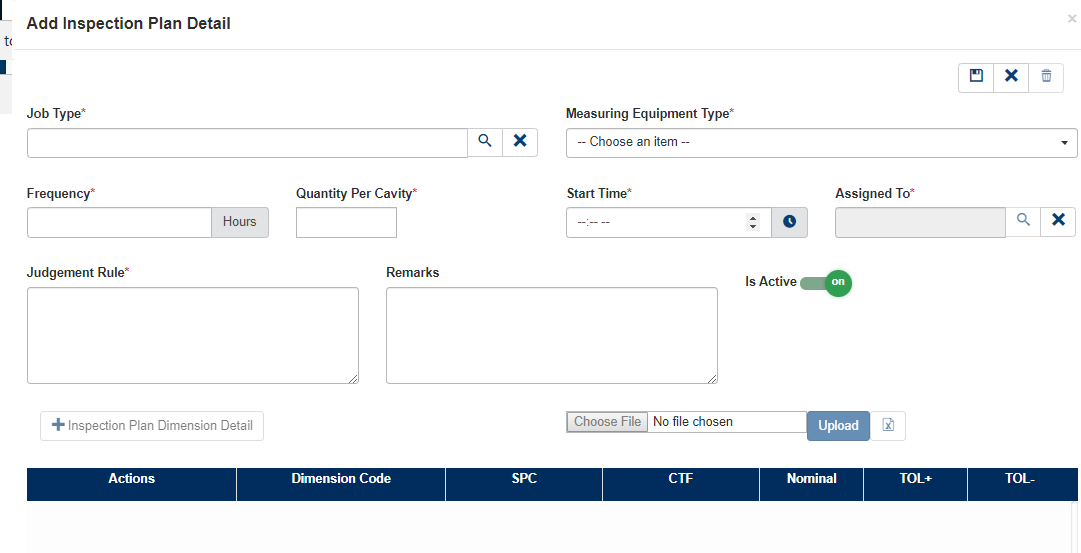 Add Inspection Plan Detail
×
Job Type*
Measuring Equipment Type*
-- Choose an item --
Frequency*
Quantity Per Cavity*
Start Time*
Assigned To*
Hours
--:-- --
Judgement Rule*
Remarks
Is Active
on
Inspection Plan Dimension Detail
Choose File No file chosen
Upload
Actions Dimension Code SPC CTF Nominal TOL+ TOL-